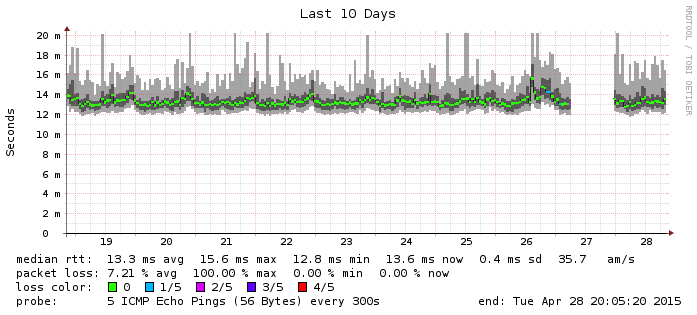 Last 10 Days
RRDTOOL / TOBI OETIKER
Seconds
20 m
18 m
16 m
14 m
12 m
10 m
8 m
6 m
4 m
2 m
0
19 20 21 22 23 24 25 26 27 28
median rtt: 13.3 ms avg 15.6 ms max 12.8 ms min 13.6 ms now 0.4 ms sd 35.7 am/s
packet loss: 7.21 % avg 100.00 % max 0.00 % min 0.00 % now
loss color: 0 1/5 2/5 3/5 4/5
probe: 5 ICMP Echo Pings (56 Bytes) every 300s end: Tue Apr 28 20:05:20 2015